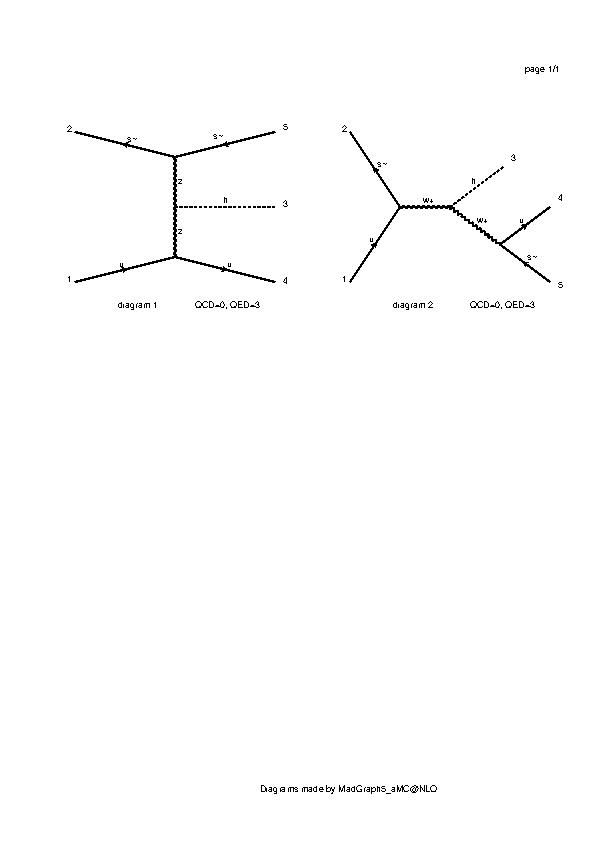 page 1/1
2 s~ s~ 5
z
h 3
z
1 u u 4
diagram 1 QCD=0, QED=3
2 s~ 3
h
w+ w+ u 4
u s~
1 5
diagram 2 QCD=0, QED=3
Diagrams made by MadGraph5_aMC@NLO